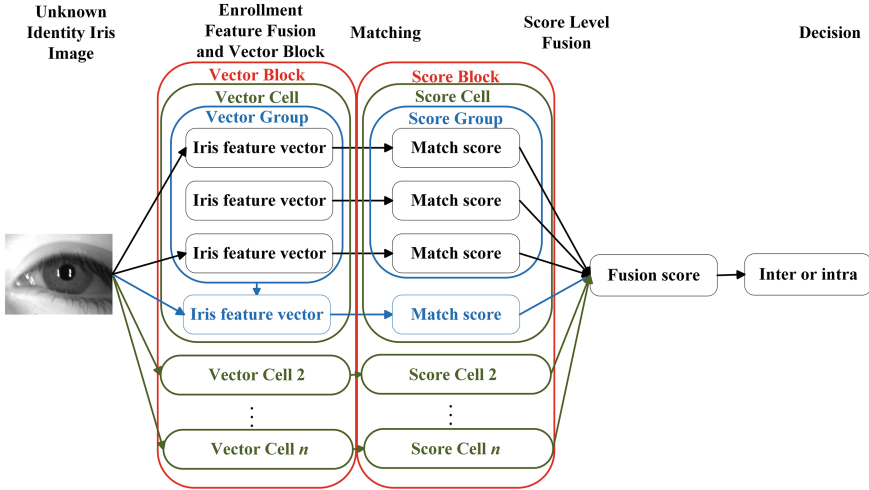 Unknown
Identity Iris
Image
Enrollment
Feature Fusion
and Vector Block
Matching
Score Level
Fusion
Decision
Vector Block
Score Block
Vector Cell
Score Cell
Vector Group
Score Group
Iris feature vector
Match score
Iris feature vector
Match score
Iris feature vector
Match score
Fusion score
Inter or intra
Iris feature vector
Match score
Vector Cell 2
Score Cell 2
Vector Cell n
Score Cell n